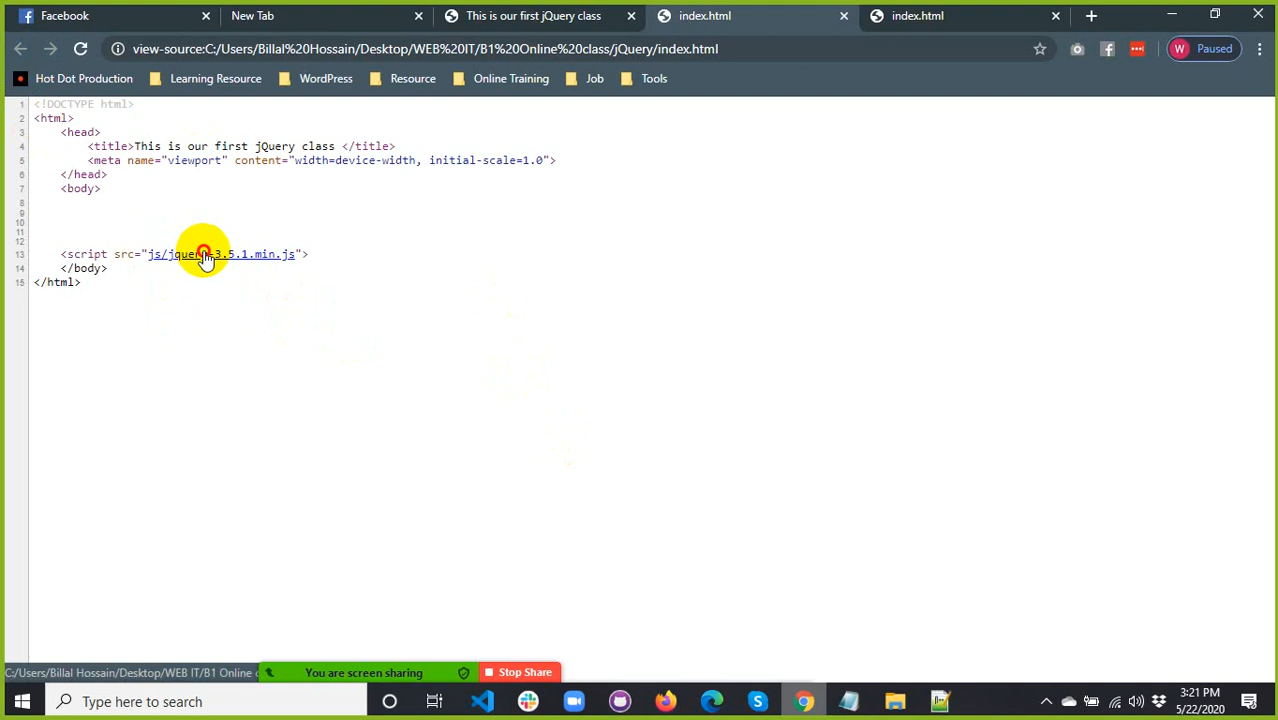 Facebook
New Tab
This is our first jQuery class
index.html
index.html
view-source:C:/Users/Billal%20Hossain/Desktop/WEB%20IT/B1%20Online%20class/jQuery/index.html
Paused
Hot Dot Production
Learning Resource
WordPress
Resource
Online Training
Job
Tools
1 <!DOCTYPE html>
2 <html>
3 <head>
4 <title>This is our first jQuery class </title>
5 <meta name="viewport" content="width=device-width, initial-scale=1.0">
6 </head>
7 <body>
8
9
10
11
12
13 <script src="js/jquery-3.5.1.min.js">
14 </body>
15 </html>
C:/Users/Billal Hossain/Desktop/WEB IT/B1 Online
You are screen sharing
Stop Share
Type here to search
3:21 PM
5/22/2020